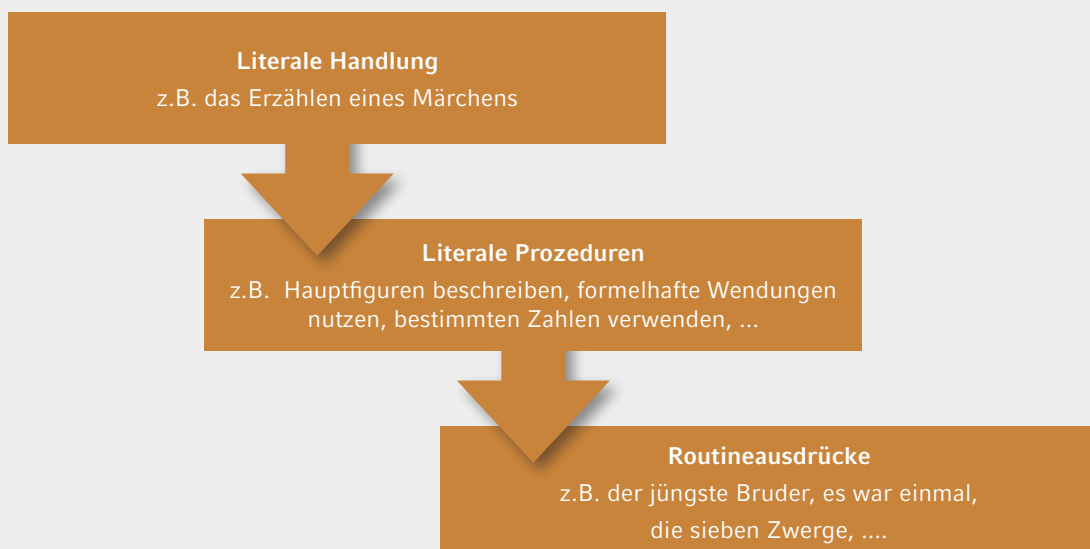 Literale Handlung
z.B. das Erzählen eines Märchens
Literale Prozeduren
z.B. Hauptfiguren beschreiben, formelhafte Wendungen
nutzen, bestimmten Zahlen verwenden, ...
Routineausdrücke
z.B. der jüngste Bruder, es war einmal,
die sieben Zwerge, ....